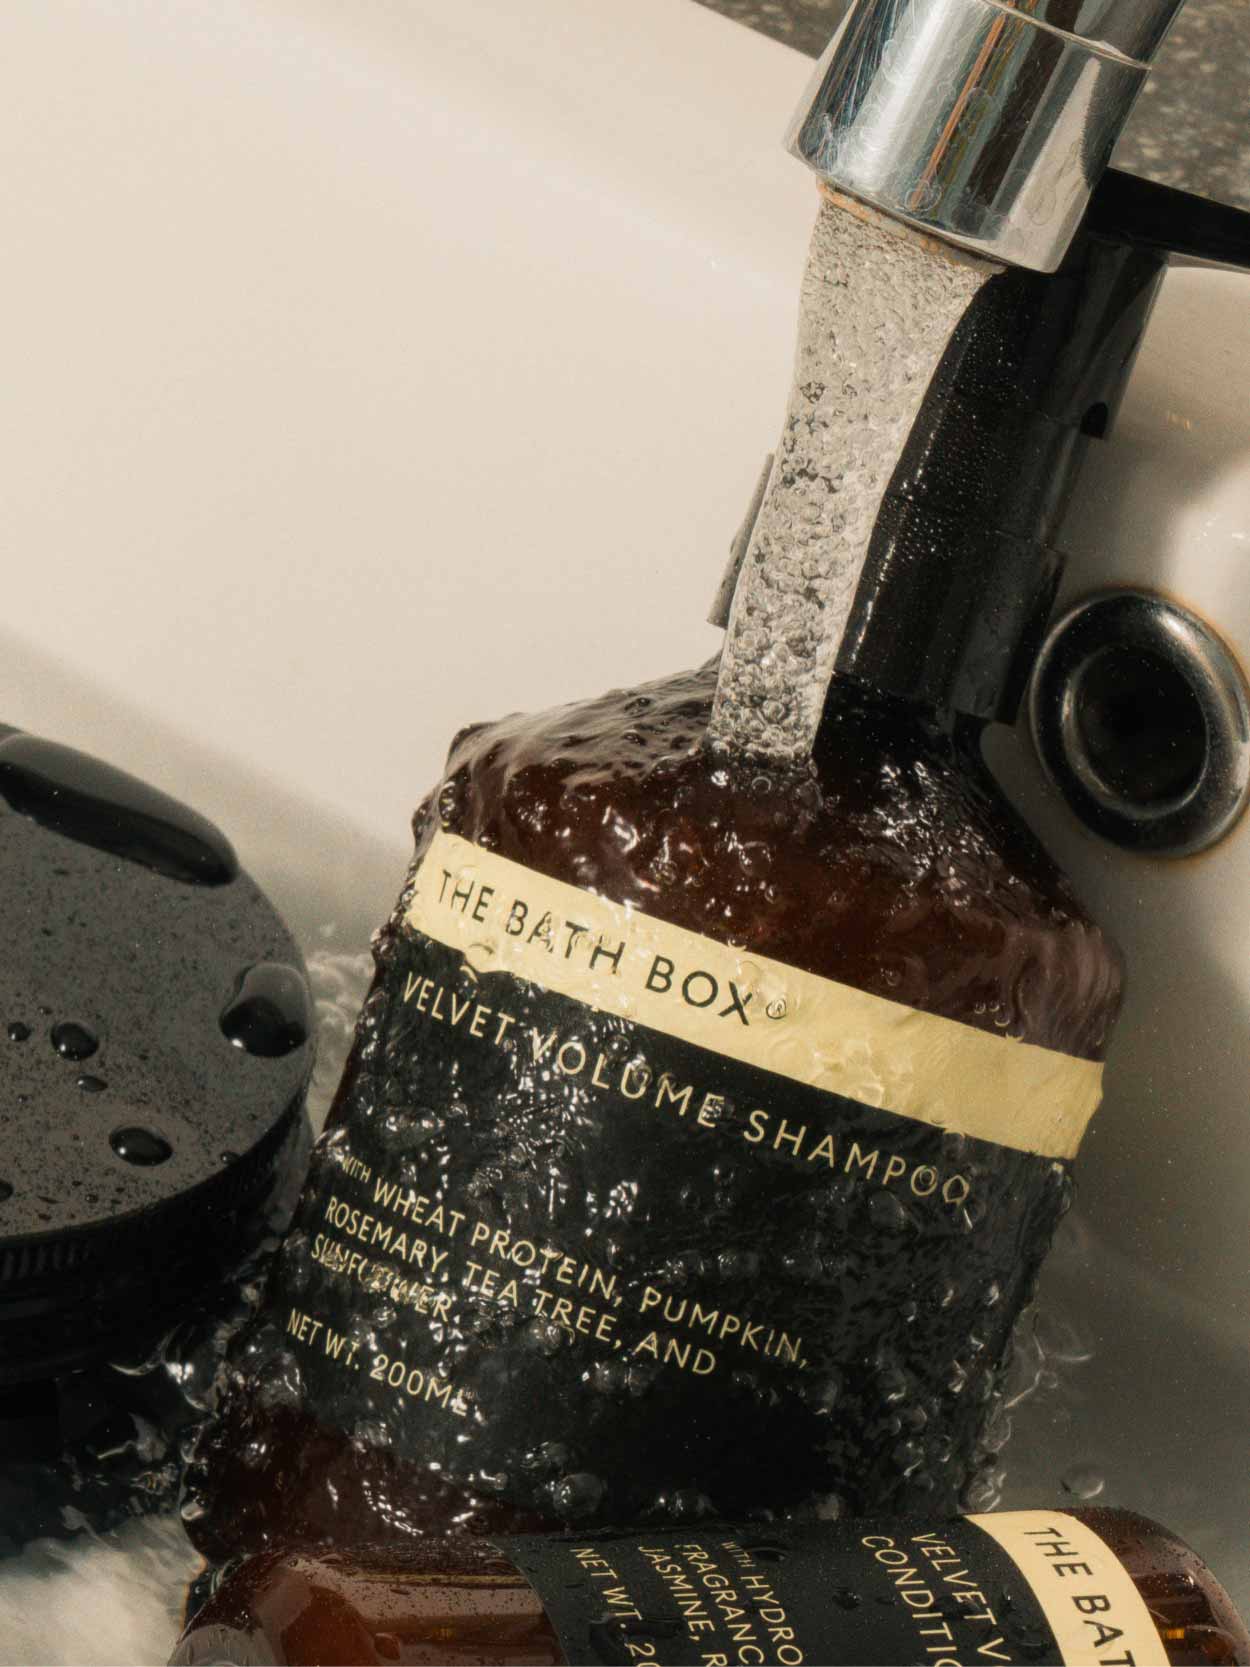 THE BATH BOX®
VELVET VOLUME SHAMPOO
WITH WHEAT PROTEIN, PUMPKIN,
ROSEMARY, TEA TREE, AND
SUNFLOWER
NET WT. 200ML
THE BAT
VELVET V
CONDITIO
WITH HYDRO
FRAGRANC
JASMINE, R
NET WT. 20